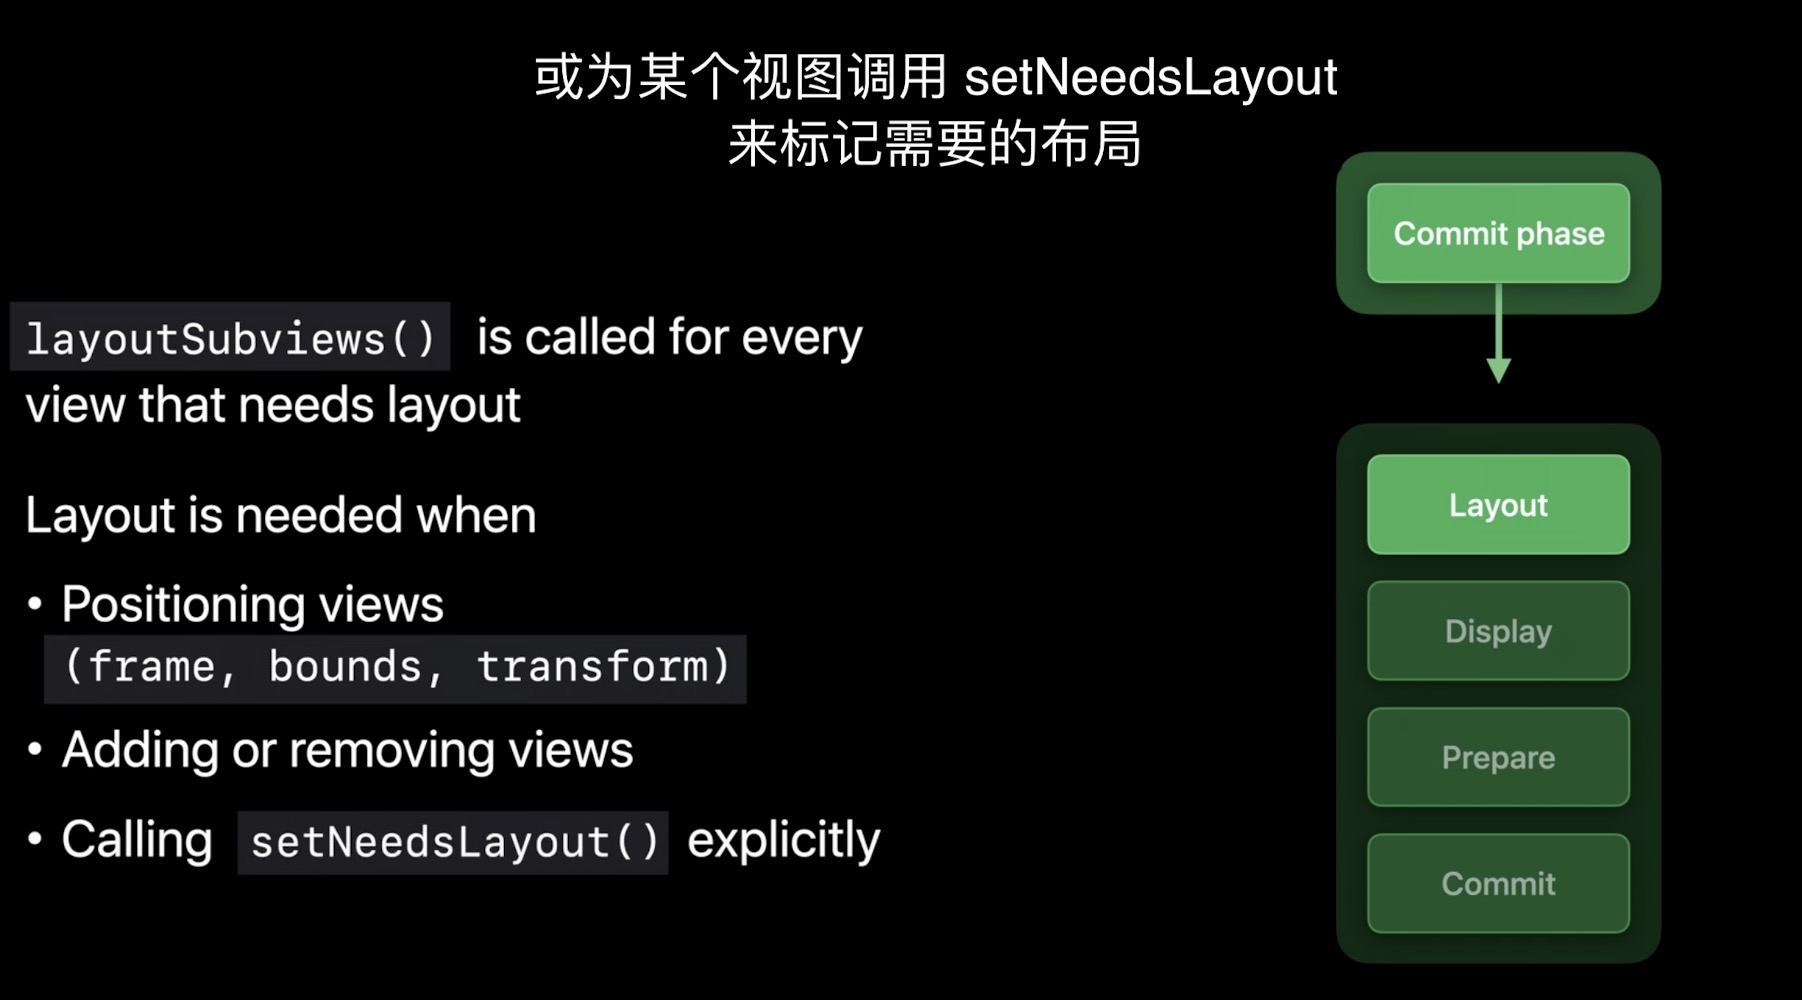 或为某个视图调用 setNeedsLayout
来标记需要的布局
layoutSubviews() is called for every
view that needs layout
Layout is needed when
• Positioning views
(frame, bounds, transform)
• Adding or removing views
• Calling setNeedsLayout() explicitly
Commit phase
Layout
Display
Prepare
Commit